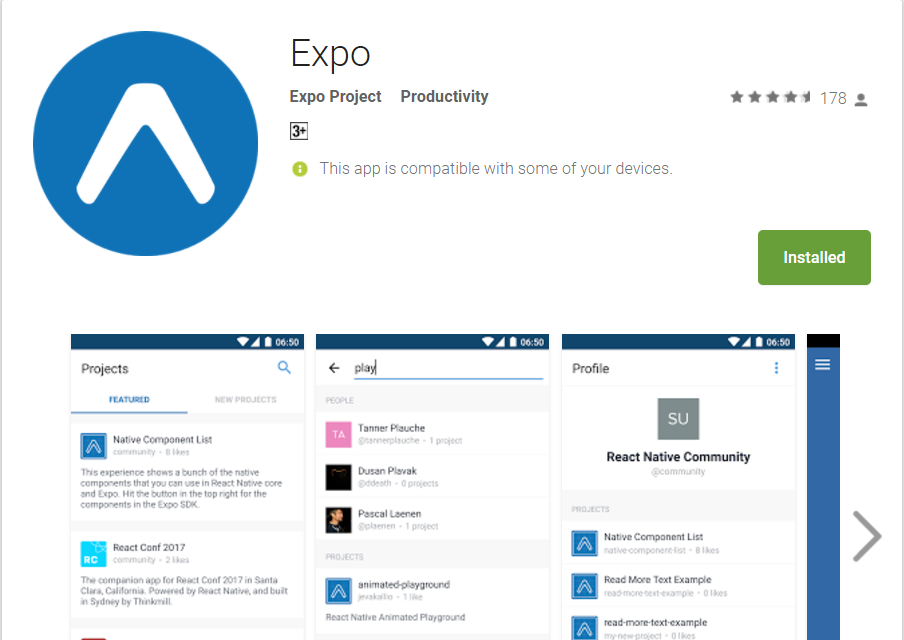 Expo
Expo Project Productivity
178
3+
This app is compatible with some of your devices.
Installed
06:50
Projects
FEATURED NEW PROJECTS
Native Component List
community - 8 likes
This experience shows a bunch of the native
components that you can use in React Native core
and Expo. Hit the button in the top right for the
components in the Expo SDK.
RC
React Conf 2017
community - 2 likes
The companion app for React Conf 2017 in Santa
Clara, California. Powered by React Native, and built
in Sydney by Thinkmill.
06:50
play
PEOPLE
TA
Tanner Plauche
@tannerplauche - 1 project
Dusan Plavak
@ddeath - 0 projects
Pascal Laenen
@plaenen - 1 project
PROJECTS
animated-playground
jevakallio - 1 like
React Native Animated Playground
06:50
Profile
SU
React Native Community
@community
PROJECTS
Native Component List
native-component-list - 8 likes
Read More Text Example
read-more-text-example - 0 likes
read-more-text-example
my-new-project - 0 likes